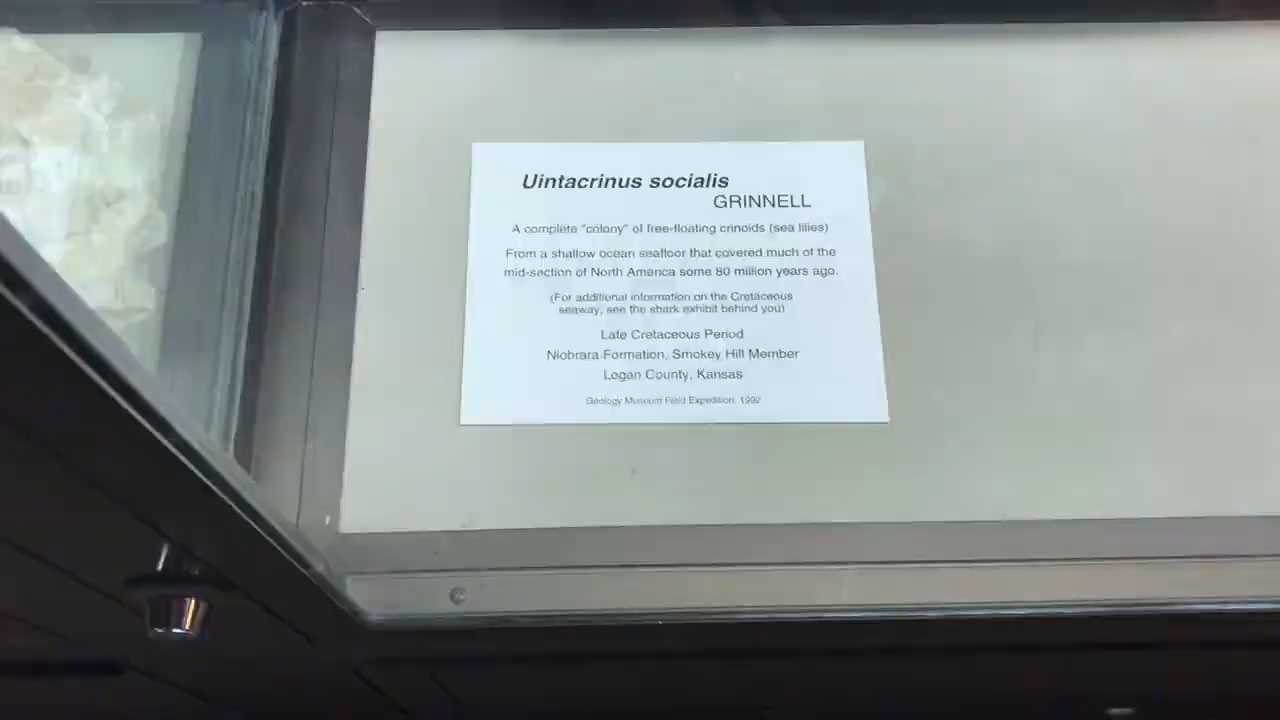 Uintacrinus socialis
GRINNELL
A complete "colony" of free-floating crinoids (sea lilies)
From a shallow ocean seafloor that covered much of the
mid-section of North America some 80 million years ago.
(For additional information on the Cretaceous
seaway, see the shark exhibit behind you)
Late Cretaceous Period
Niobrara Formation, Smokey Hill Member
Logan County, Kansas
Geology Museum Field Expedition, 1992